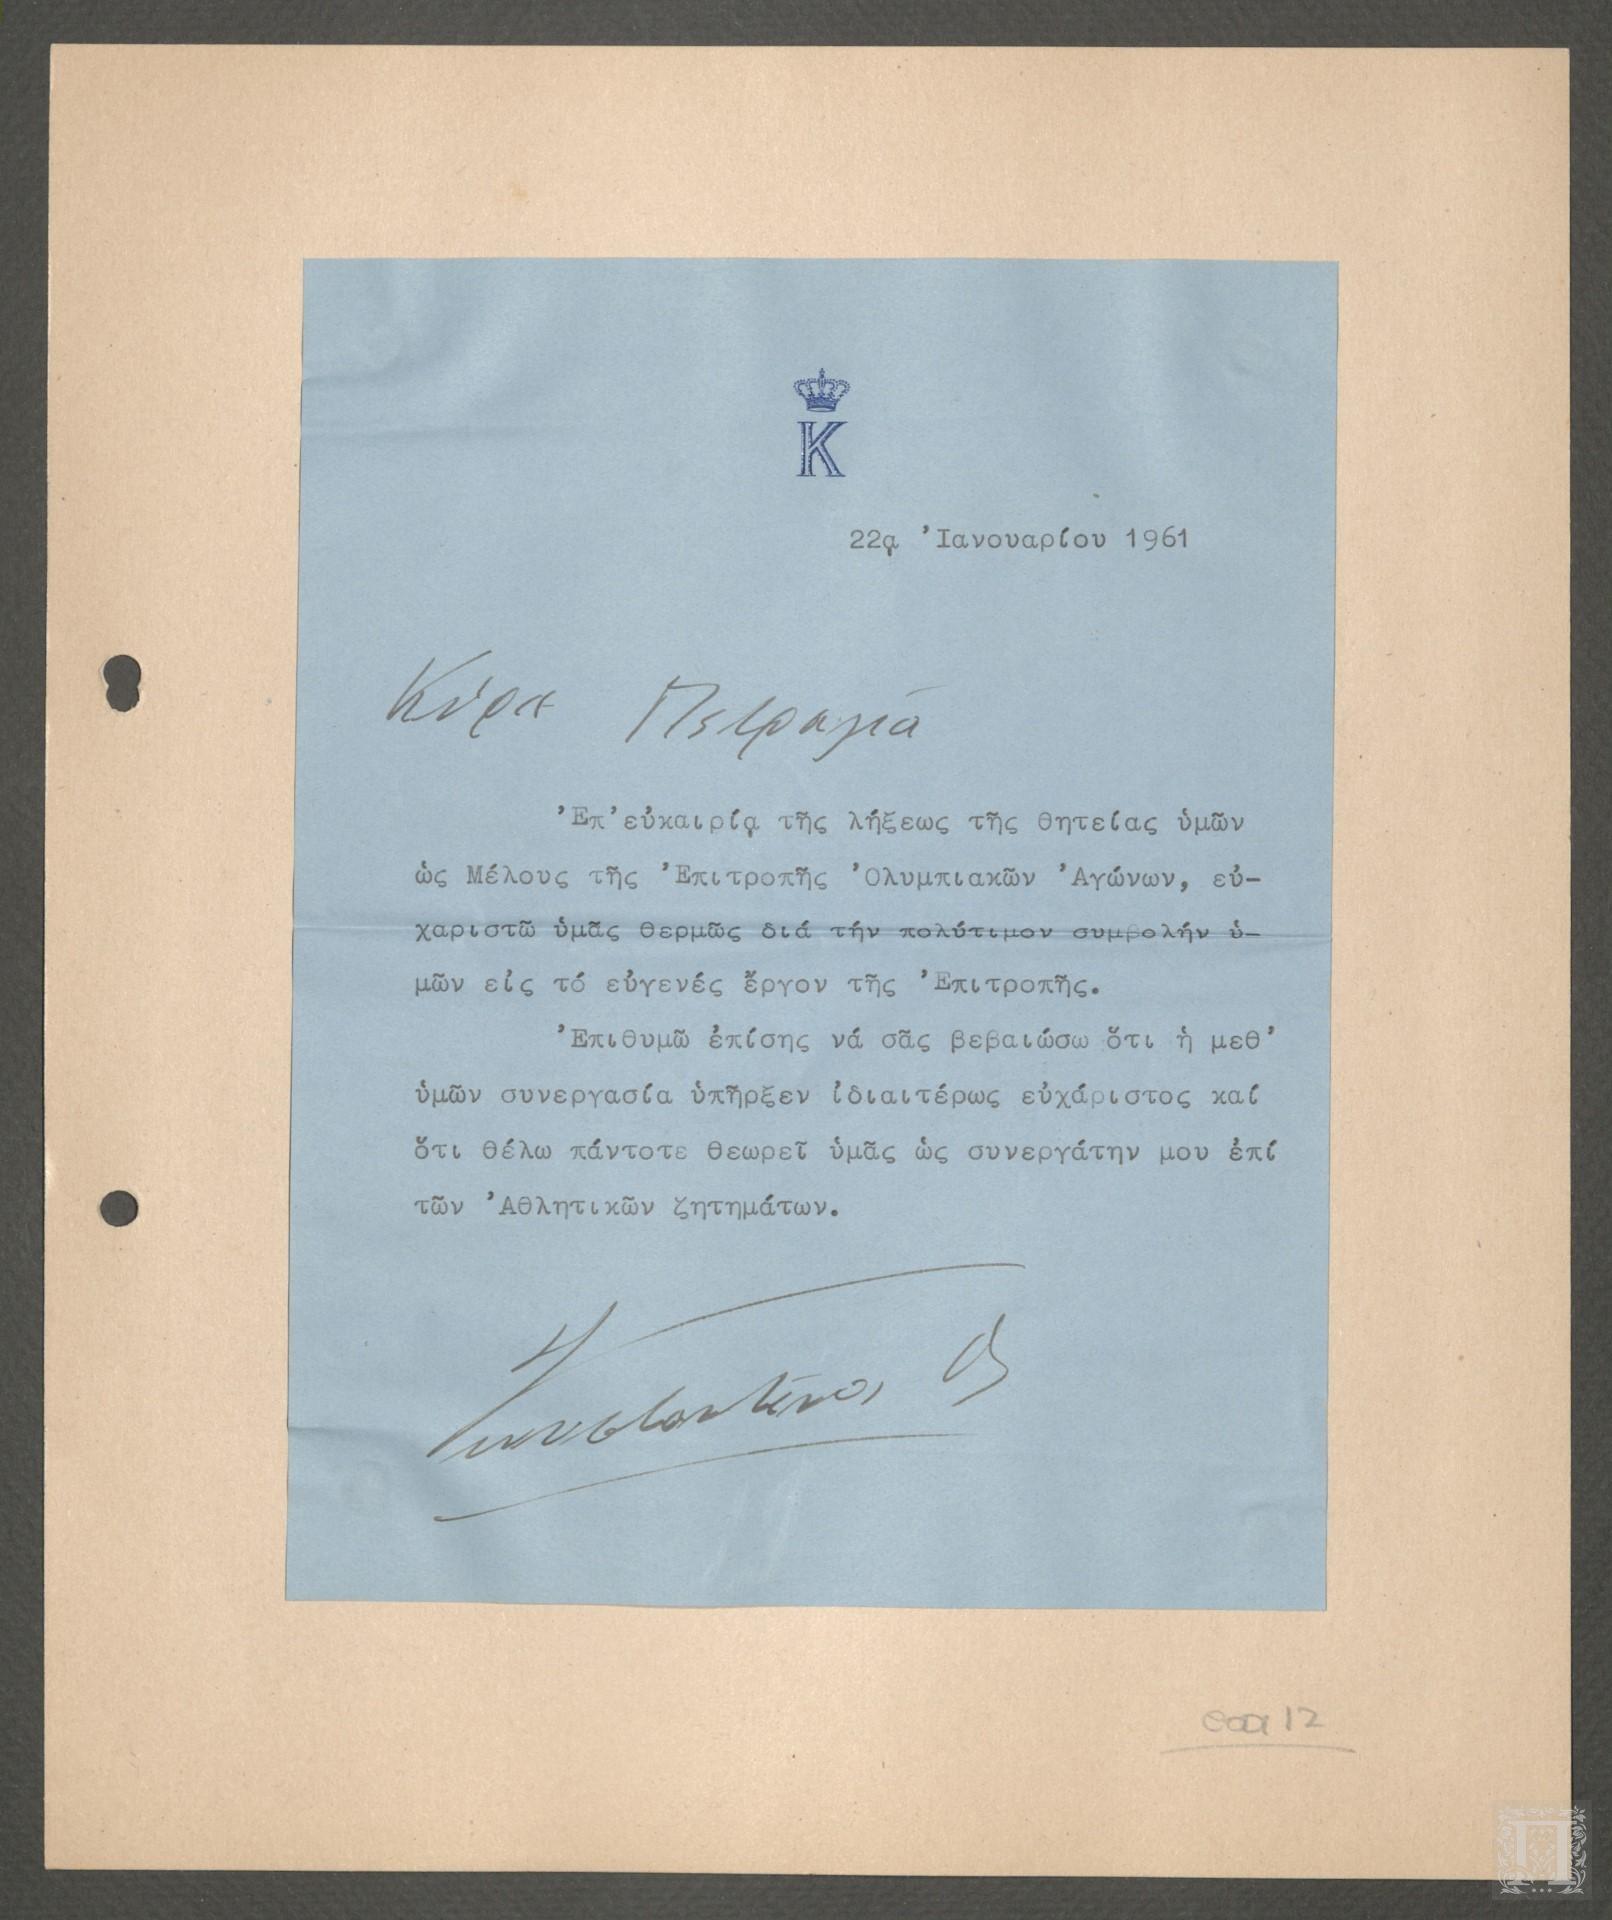 K
22ᾳ Ἰανουαρίου 1961
Κύριε Πετραλιά
Ἐπ' εὐκαιρίᾳ τῆς λήξεως τῆς θητείας ὑμῶν
ὡς Μέλους τῆς Ἐπιτροπῆς Ὀλυμπιακῶν Ἀγώνων, εὐ-
χαριστῶ ὑμᾶς θερμῶς διά τήν πολύτιμον συμβολήν ὑ-
μῶν εἰς τό εὐγενές ἔργον τῆς Ἐπιτροπῆς.
Ἐπιθυμῶ ἐπίσης νά σᾶς βεβαιώσω ὅτι ἡ μεθ'
ὑμῶν συνεργασία ὑπῆρξεν ἰδιαιτέρως εὐχάριστος καί
ὅτι θέλω πάντοτε θεωρεῖ ὑμᾶς ὡς συνεργάτην μου ἐπί
τῶν Ἀθλητικῶν ζητημάτων.
Κωνσταντῖνος Δ
12
Π